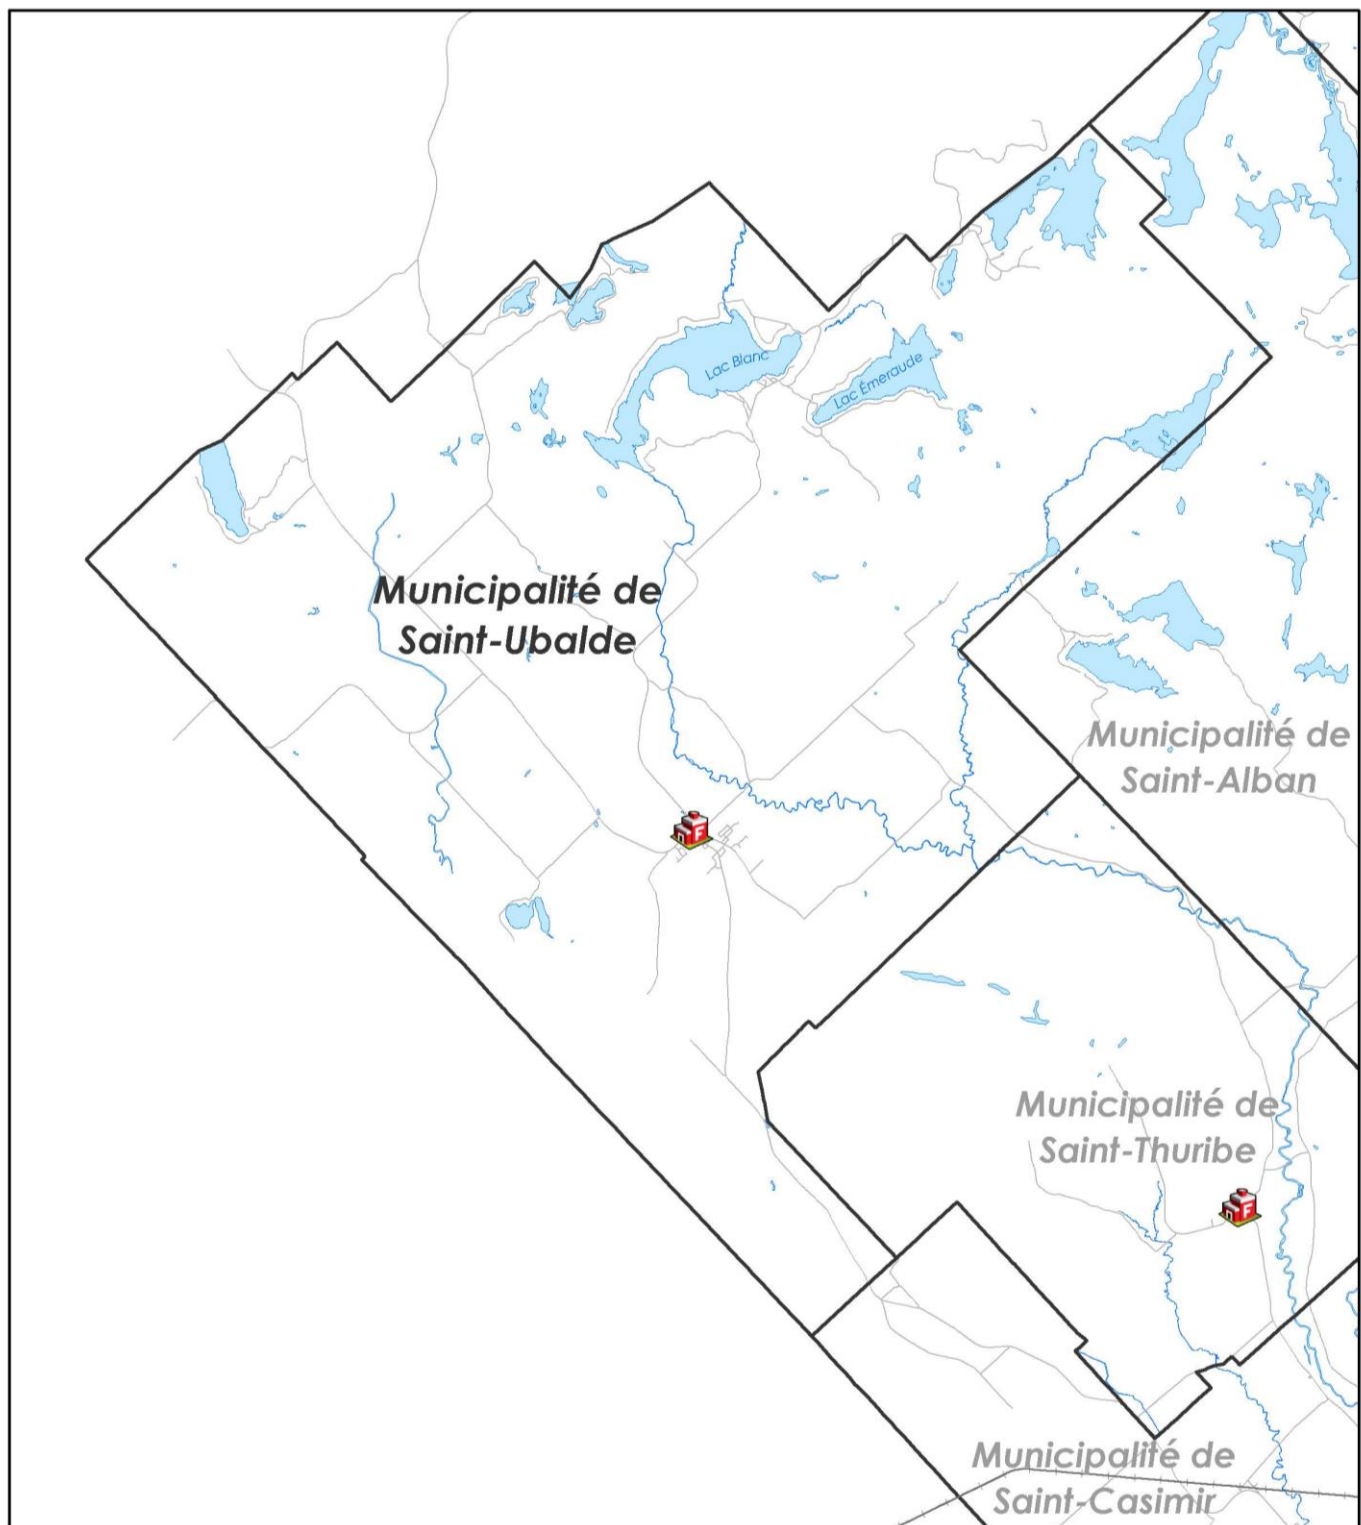 Lac Blanc
Lac Émeraude
Municipalité de
Saint-Ubalde
Municipalité de
Saint-Alban
Municipalité de
Saint-Thuribe
Municipalité de
Saint-Casimir
F
F